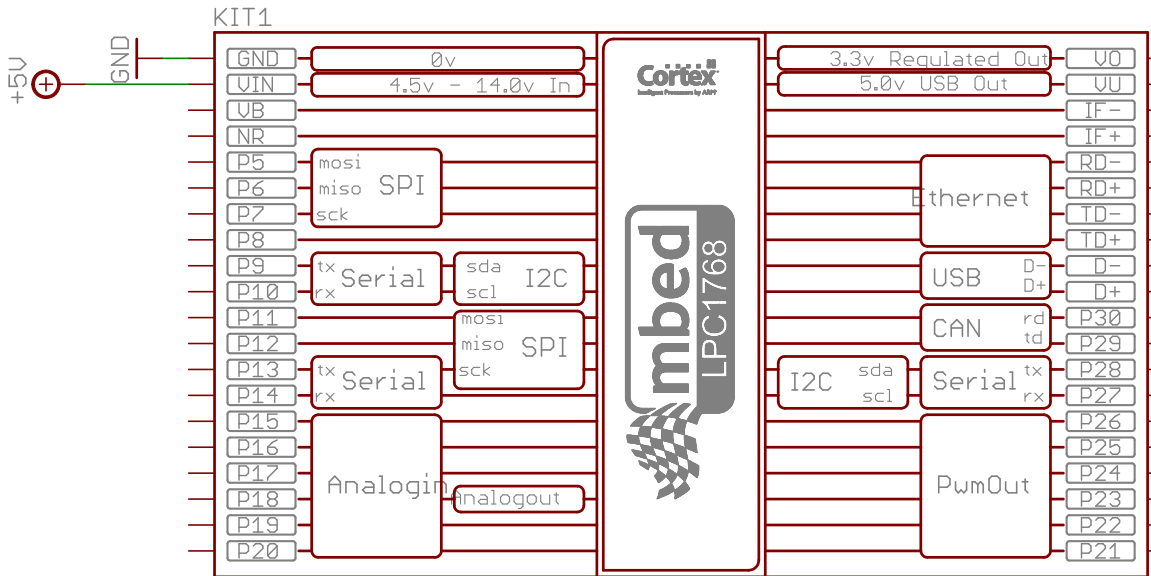 KIT1
+5V
GND
GND 0v
VIN 4.5v - 14.0v In
VB
NR
P5 mosi
P6 miso SPI
P7 sck
P8
P9 tx Serial sda I2C
P10 rx scl
P11 mosi
P12 miso SPI
P13 tx Serial sck
P14 rx
P15
P16
P17
Analogin
P18 Analogout
P19
P20
Cortex
Intelligent Processors by ARM
mbed
LPC1768
3.3v Regulated Out VO
5.0v USB Out VU
IF-
IF+
RD-
Ethernet RD+
TD-
TD+
USB D- D-
D+ D+
CAN rd P30
td P29
I2C sda Serial tx P28
scl rx P27
P26
P25
P24
PwmOut
P23
P22
P21